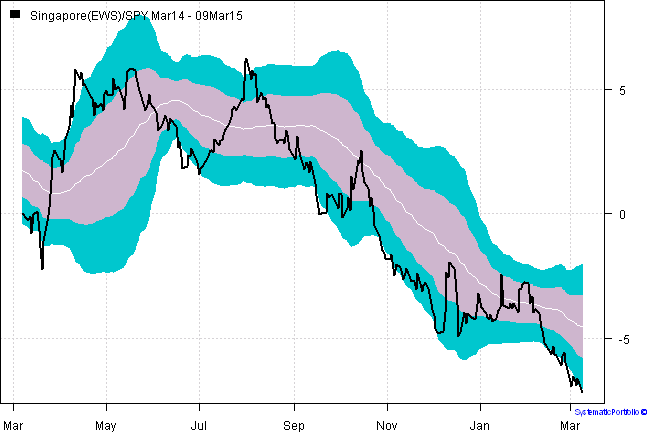 Singapore(EWS)/SPY Mar14 - 09Mar15
5
0
-5
Mar May Jul Sep Nov Jan Mar
SystematicPortfolio ©